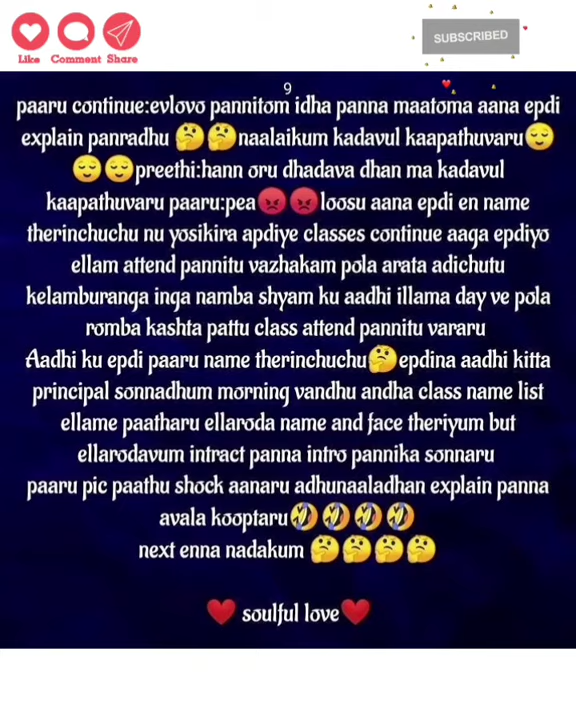 Like Comment Share
SUBSCRIBED
9
paaru continue:evlovo pannitom idha panna maatoma aana epdi
explain panradhu 🤔🤔naalaikum kadavul kaapathuvaru😌
😌😌preethi:hann oru dhadava dhan ma kadavul
kaapathuvaru paaru:pea😡😡loosu aana epdi en name
therinchuchu nu yosikira apdiye classes continue aaga epdiyo
ellam attend pannitu vazhakam pola arata adichutu
kelamburanga inga namba shyam ku aadhi illama day ve pola
romba kashta pattu class attend pannitu vararu
Aadhi ku epdi paaru name therinchuchu🤔epdina aadhi kitta
principal sonnadhum morning vandhu andha class name list
ellame paatharu ellaroda name and face theriyum but
ellarodavum intract panna intro pannika sonnaru
paaru pic paathu shock aanaru adhunaaladhan explain panna
avala kooptaru🤣🤣🤣🤣
next enna nadakum 🤔🤔🤔🤔
❤️ soulful love❤️